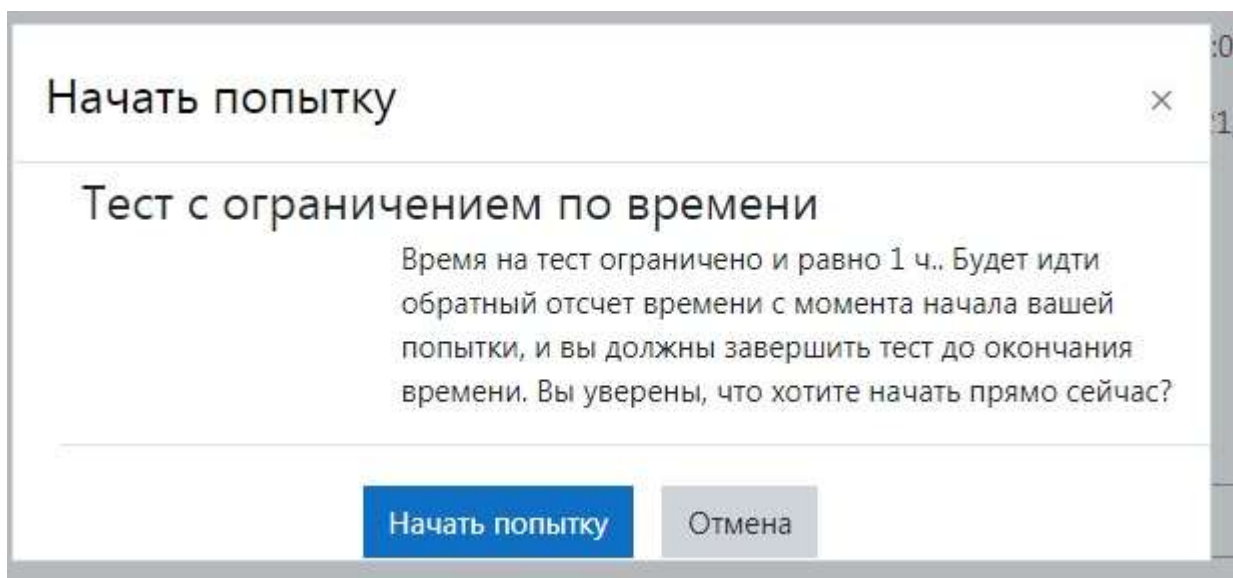 Начать попытку
×
:0
:1
Тест с ограничением по времени
Время на тест ограничено и равно 1 ч.. Будет идти
обратный отсчет времени с момента начала вашей
попытки, и вы должны завершить тест до окончания
времени. Вы уверены, что хотите начать прямо сейчас?
Начать попытку
Отмена